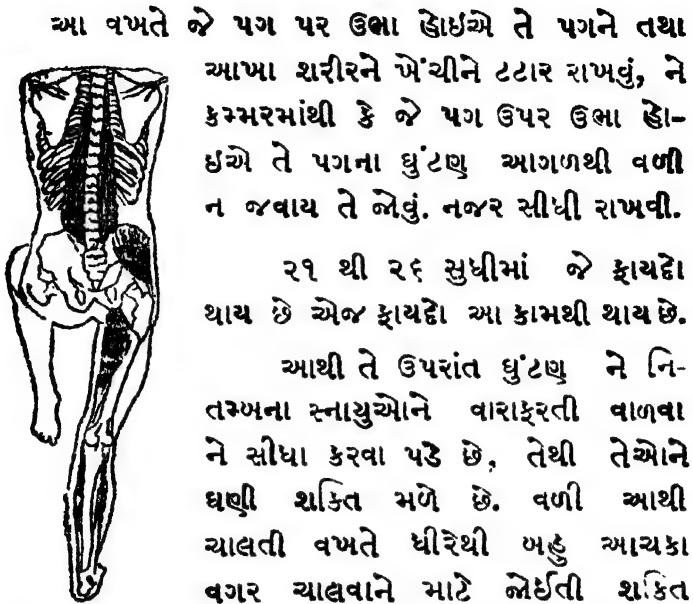 આ વખતે જે પગ પર ઉભા હોઇએ તે પગને તથા
આખા શરીરને ખેંચીને ટટાર રાખવું, ને
કમ્મરમાંથી કે જે પગ ઉપર ઉભા હો-
ઇએ તે પગના ઘુંટણ આગળથી વળી
ન જવાય તે જોવું. નજર સીધી રાખવી.
૨૧ થી ૨૬ સુધીમાં જે ફાયદો
થાય છે એજ ફાયદો આ કામથી થાય છે.
આથી તે ઉપરાંત ઘુંટણ ને નિ-
તમ્બના સ્નાયુઓને વારાફરતી વાળવા
ને સીધા કરવા પડે છે, તેથી તેઓને
ઘણી શક્તિ મળે છે. વળી આથી
ચાલતી વખતે ધીરેથી બહુ આચકા
વગર ચાલવાને માટે જોઈતી શક્તિ